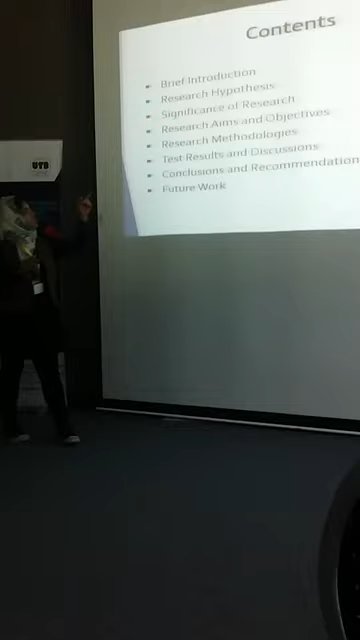 Contents
Brief Introduction
Research Hypothesis
Significance of Research
Research Aims and Objectives
Research Methodologies
Test Results and Discussions
Conclusions and Recommendation
Future Work
UTB